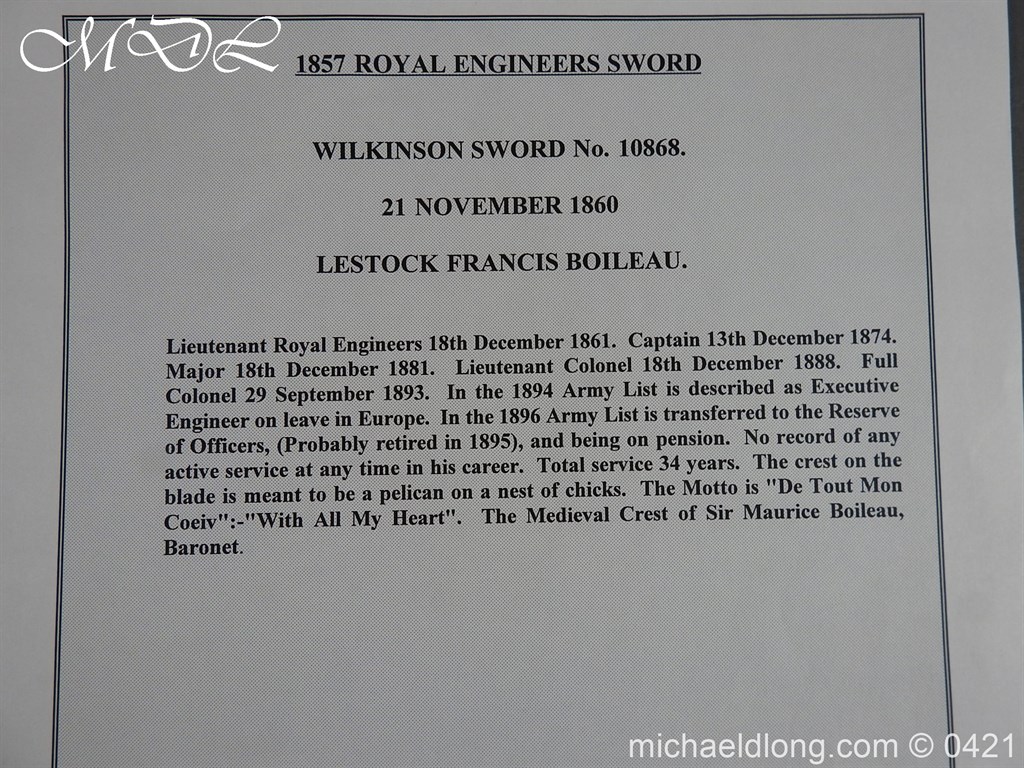 MDL
1857 ROYAL ENGINEERS SWORD
WILKINSON SWORD No. 10868.
21 NOVEMBER 1860
LESTOCK FRANCIS BOILEAU.
Lieutenant Royal Engineers 18th December 1861.  Captain 13th December 1874.
Major 18th December 1881.  Lieutenant Colonel 18th December 1888.  Full
Colonel 29 September 1893.  In the 1894 Army List is described as Executive
Engineer on leave in Europe.  In the 1896 Army List is transferred to the Reserve
of Officers, (Probably retired in 1895), and being on pension.  No record of any
active service at any time in his career.  Total service 34 years.  The crest on the
blade is meant to be a pelican on a nest of chicks.  The Motto is "De Tout Mon
Coeiv":-"With All My Heart".  The Medieval Crest of Sir Maurice Boileau,
Baronet.
michaeldlong.com © 0421